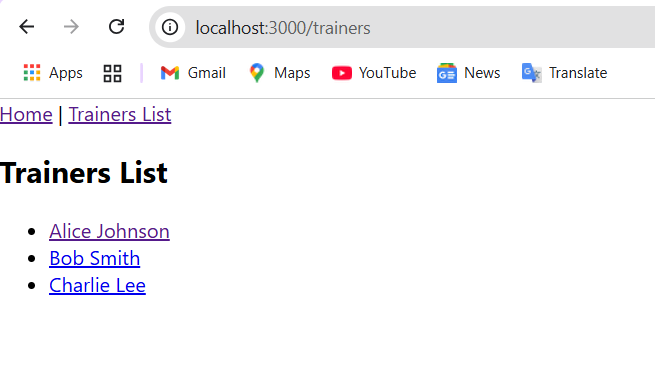 localhost:3000/trainers
Apps Gmail Maps YouTube News Translate
Home | Trainers List
Trainers List
Alice Johnson
Bob Smith
Charlie Lee